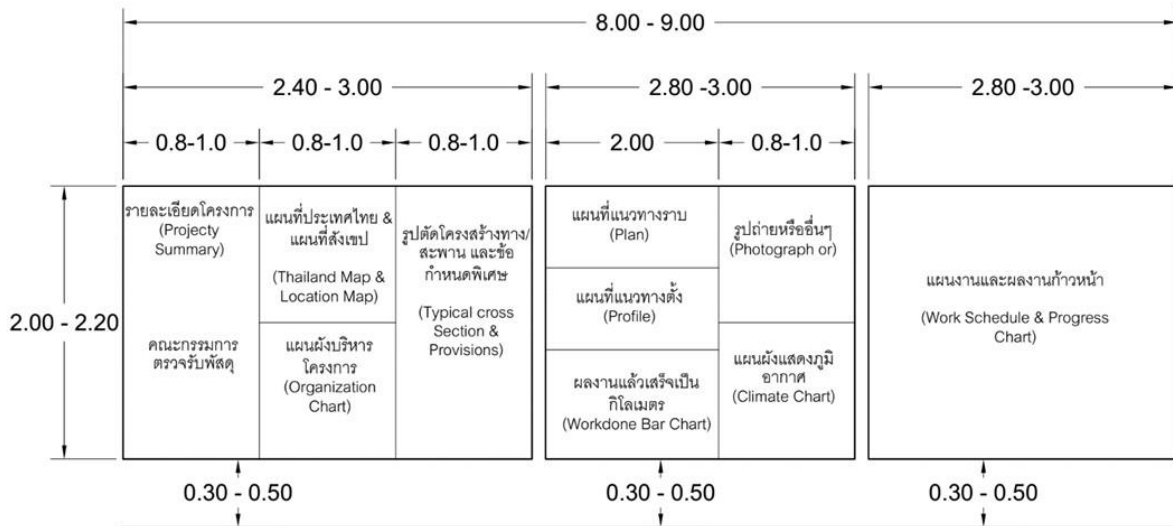 8.00 - 9.00
2.40 - 3.00
2.80 -3.00
2.80 -3.00
0.8-1.0
0.8-1.0
0.8-1.0
2.00
0.8-1.0
2.00 - 2.20
รายละเอียดโครงการ
(Projecty
Summary)
คณะกรรมการ
ตรวจรับพัสดุ
แผนที่ประเทศไทย &
แผนที่สังเขป
(Thailand Map &
Location Map)
แผนผังบริหาร
โครงการ
(Organization
Chart)
รูปตัดโครงสร้างทาง/
สะพาน และข้อ
กำหนดพิเศษ
(Typical cross
Section &
Provisions)
แผนที่แนวทางราบ
(Plan)
แผนที่แนวทางตั้ง
(Profile)
ผลงานแล้วเสร็จเป็น
กิโลเมตร
(Workdone Bar Chart)
รูปถ่ายหรืออื่นๆ
(Photograph or)
แผนผังแสดงภูมิ
อากาศ
(Climate Chart)
แผนงานและผลงานก้าวหน้า
(Work Schedule & Progress
Chart)
0.30 - 0.50
0.30 - 0.50
0.30 - 0.50